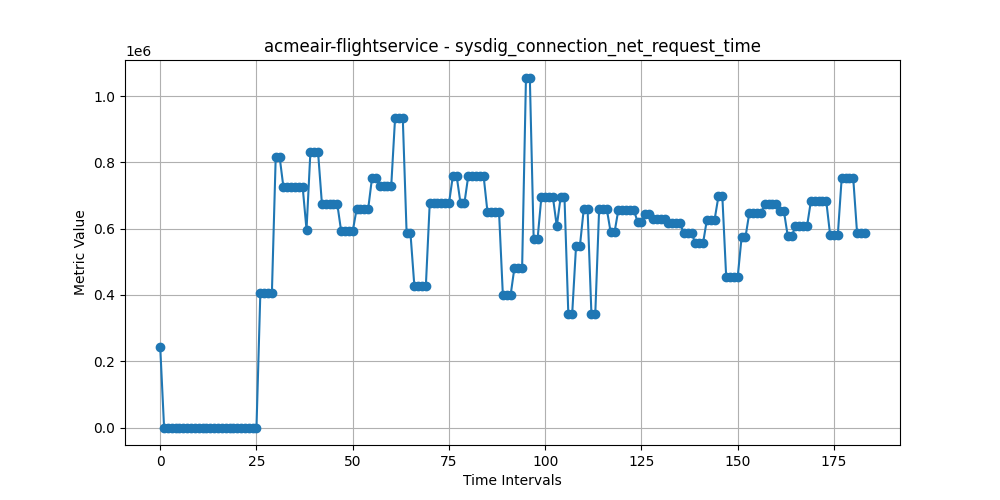 acmeair-flightservice - sysdig_connection_net_request_time
1e6
1.0
0.8
0.6
0.4
0.2
0.0
Metric Value
0 25 50 75 100 125 150 175
Time Intervals